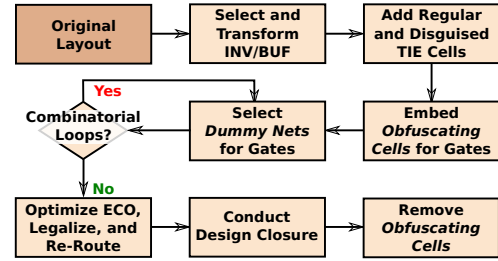 Original
Layout
Select and
Transform
INV/BUF
Add Regular
and Disguised
TIE Cells
Yes
Combinatorial
Loops?
Select
Dummy Nets
for Gates
Embed
Obfuscating
Cells for Gates
No
Optimize ECO,
Legalize, and
Re-Route
Conduct
Design Closure
Remove
Obfuscating
Cells